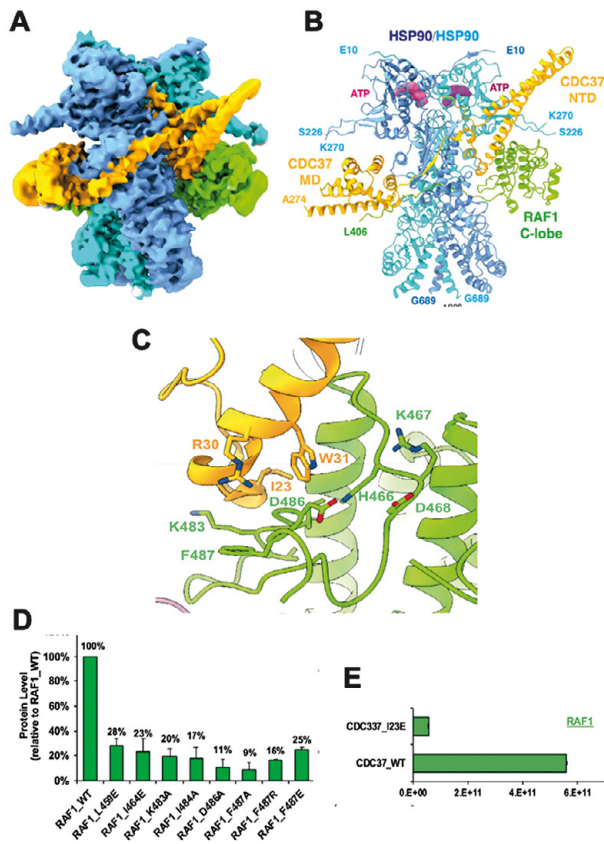 A
B
HSP90/HSP90
E10
E10
ATP
ATP
CDC37
NTD
S226
K270
K270
S226
CDC37
MD
A274
L406
RAF1
C-lobe
G689
G689
C
R30
W31
I23
K467
D486
H466
D468
K483
F487
D
Protein Level
(relative to RAF1_WT)
100%
80%
60%
40%
20%
0%
100%
28%
23%
20%
17%
11%
9%
16%
25%
RAF1_WT
RAF1_L459E
RAF1_I464E
RAF1_K483A
RAF1_I484A
RAF1_D486A
RAF1_F487A
RAF1_F487R
RAF1_F487E
E
CDC337_I23E
RAF1
CDC37_WT
0.E+00
2.E+11
4.E+11
6.E+11